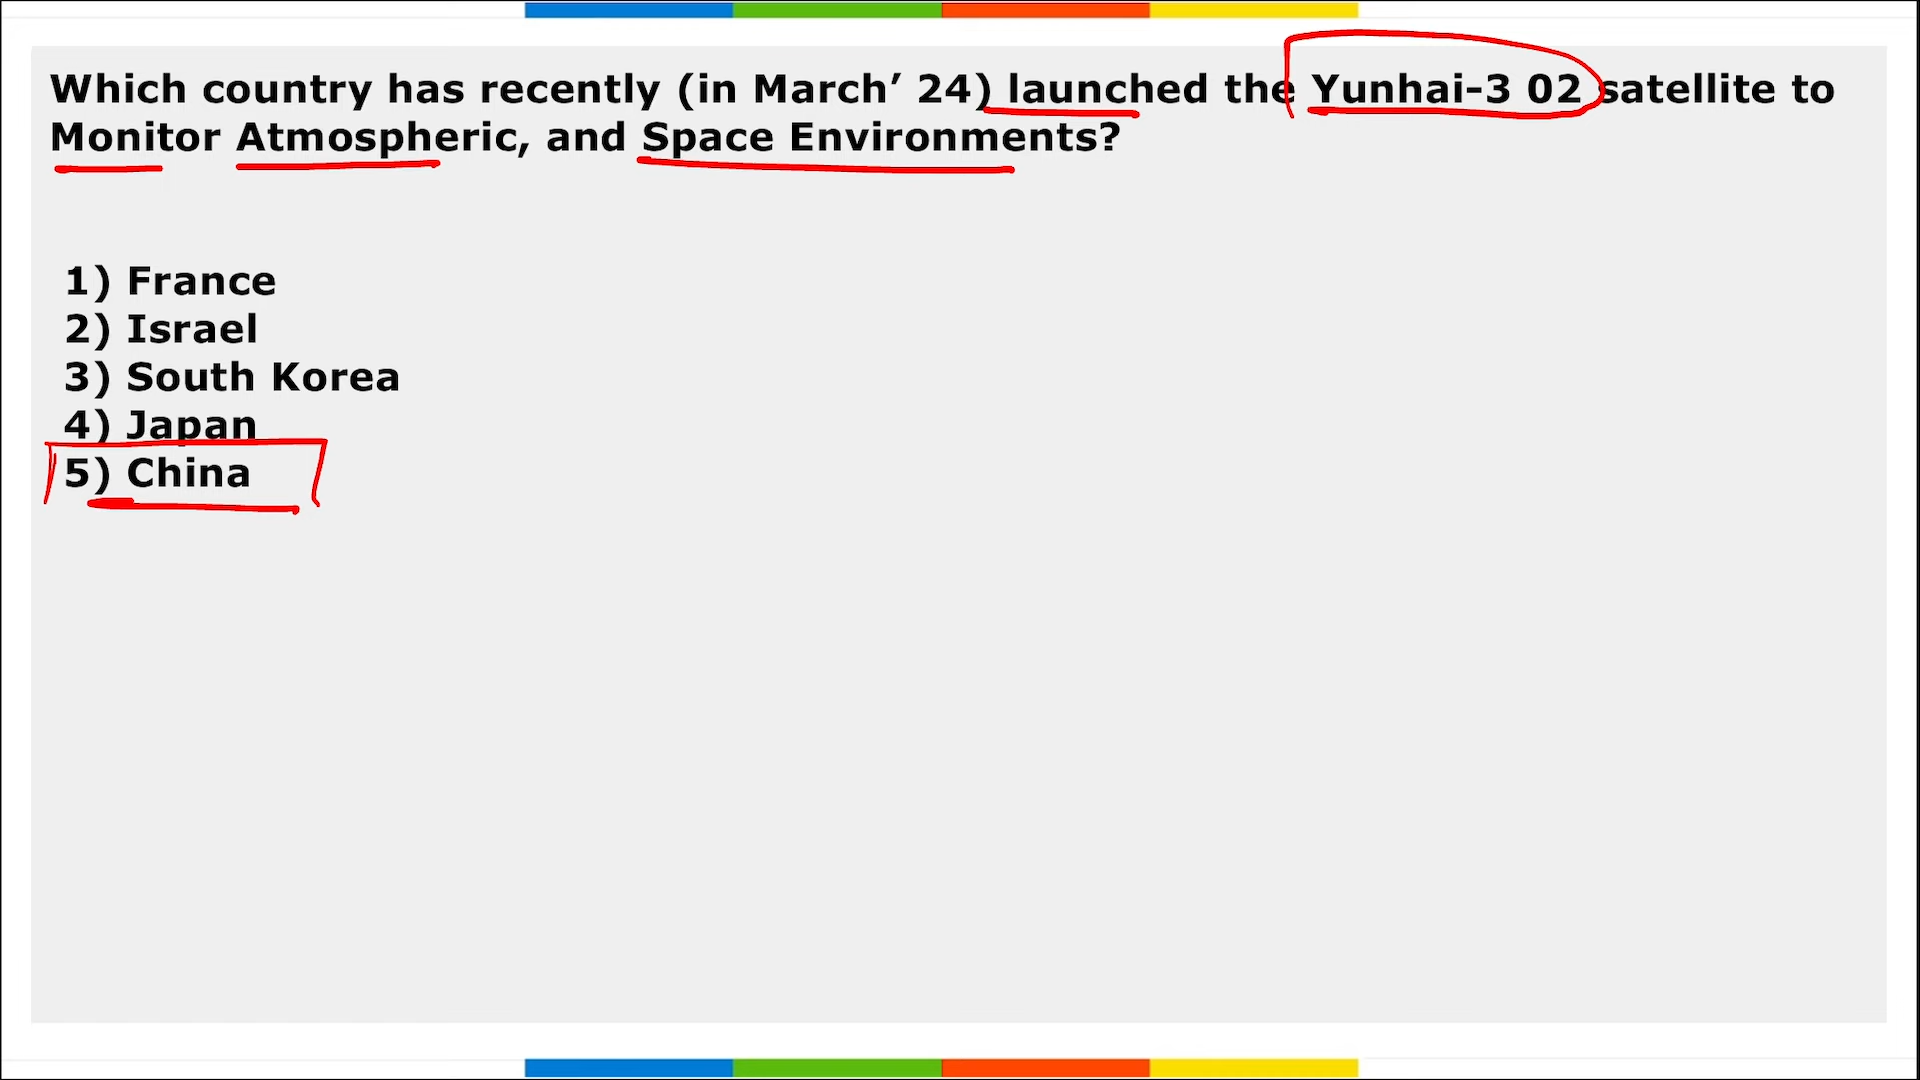 Which country has recently (in March’ 24) launched the Yunhai-3 02 satellite to
Monitor Atmospheric, and Space Environments?
1) France
2) Israel
3) South Korea
4) Japan
5) China